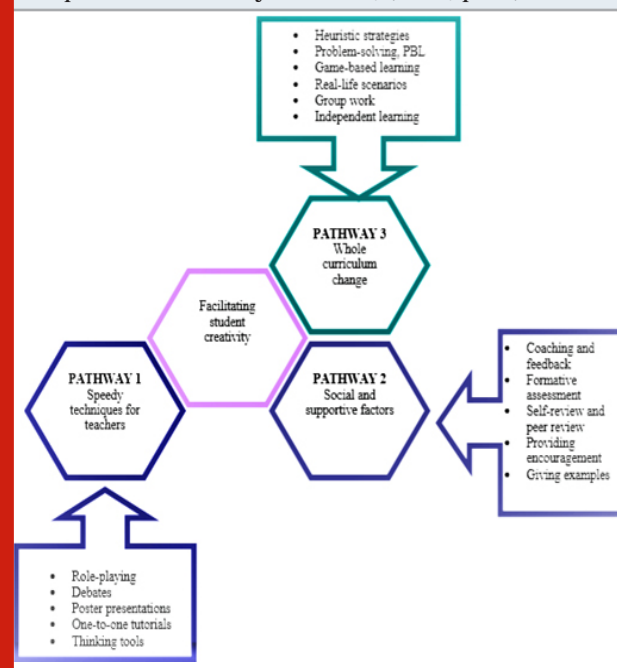 Heuristic strategies
Problem-solving, PBL
Game-based learning
Real-life scenarios
Group work
Independent learning
PATHWAY 3
Whole
curriculum
change
Facilitating
student
creativity
PATHWAY 1
Speedy
techniques for
teachers
PATHWAY 2
Social and
supportive factors
Coaching and
feedback
Formative
assessment
Self-review and
peer review
Providing
encouragement
Giving examples
Role-playing
Debates
Poster presentations
One-to-one tutorials
Thinking tools